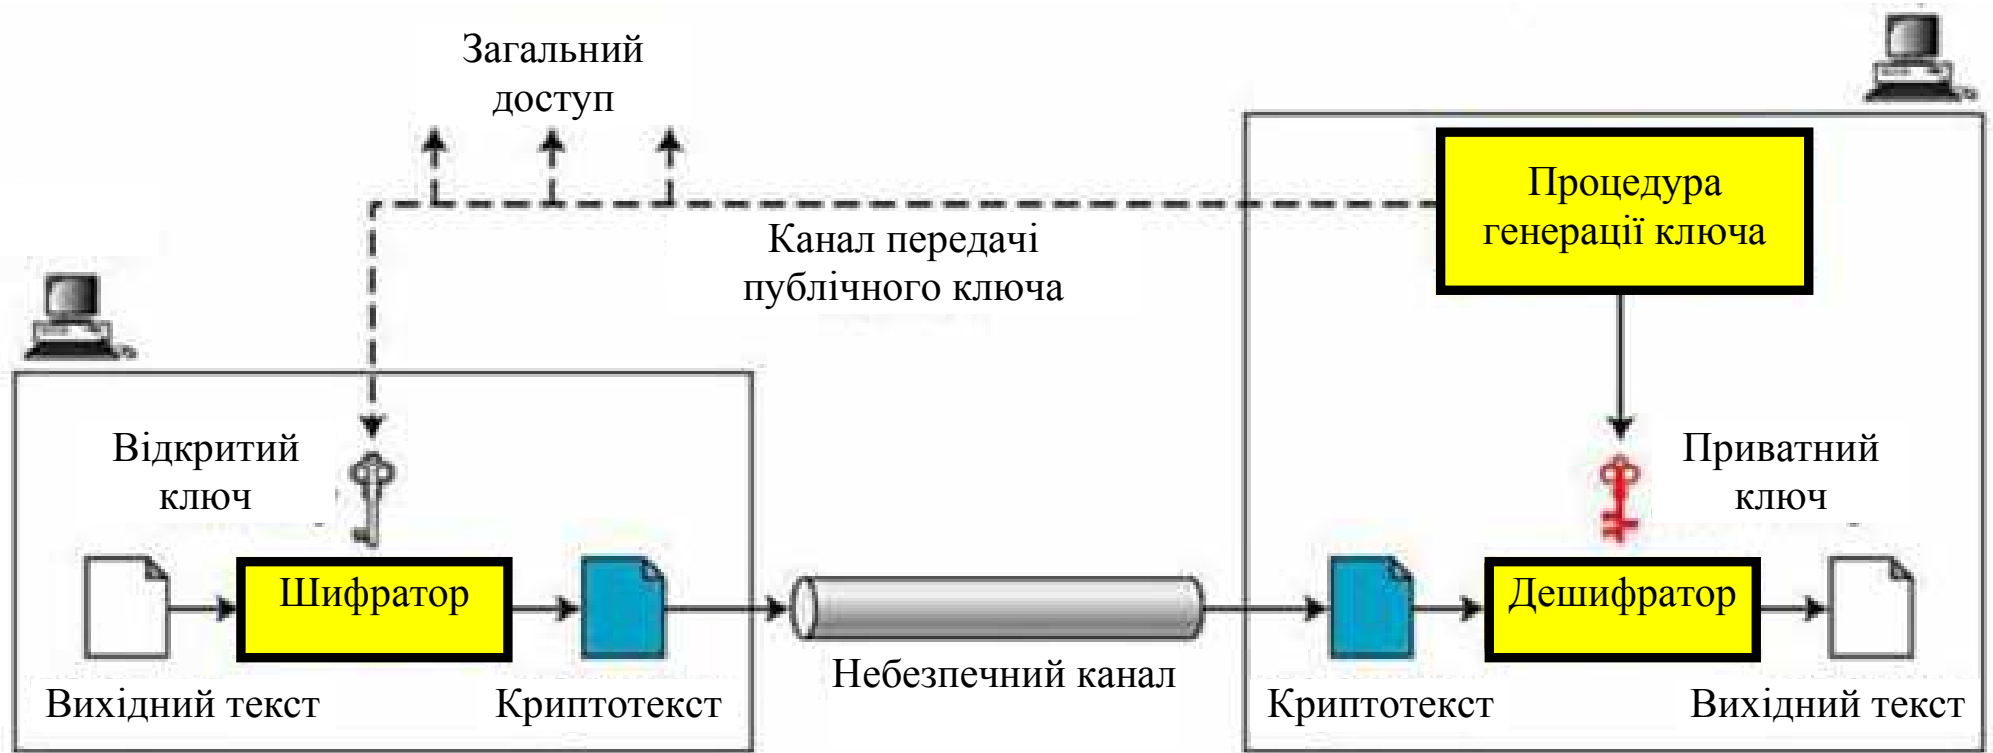 Загальний
доступ
Процедура
генерації ключа
Канал передачі
публічного ключа
Відкритий
ключ
Приватний
ключ
Шифратор
Дешифратор
Небезпечний канал
Вихідний текст
Криптотекст
Криптотекст
Вихідний текст